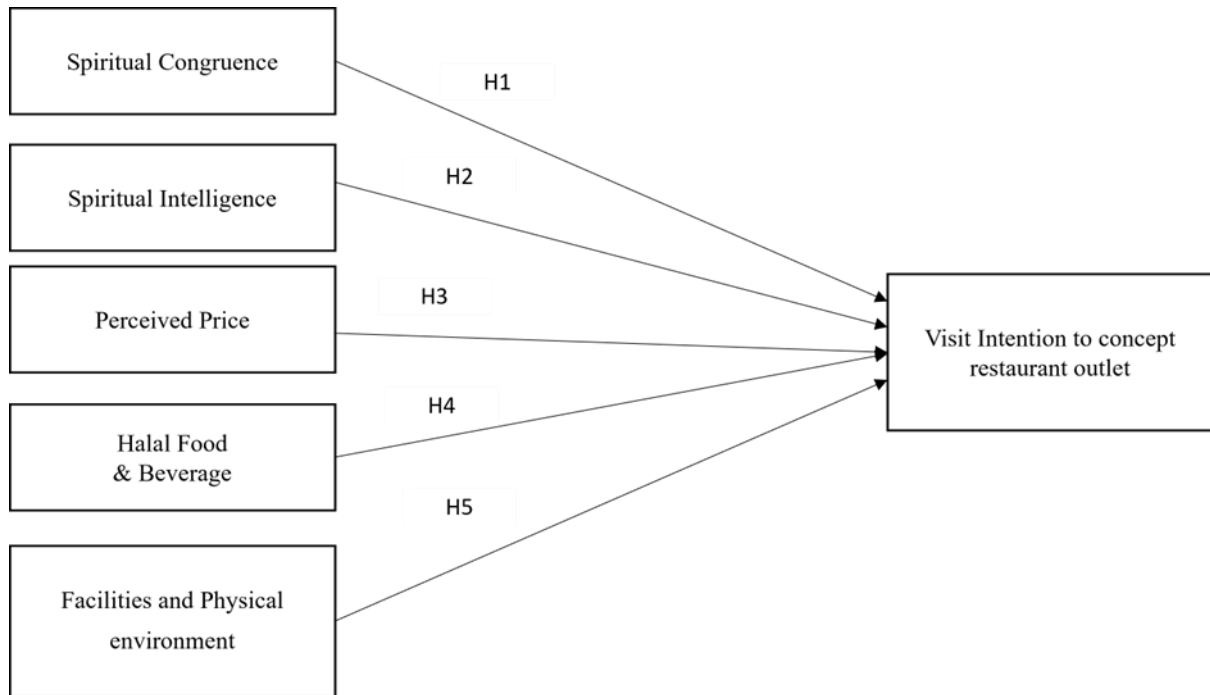 Spiritual Congruence
H1
Spiritual Intelligence
H2
Perceived Price
H3
Visit Intention to concept
restaurant outlet
Halal Food
& Beverage
H4
Facilities and Physical
environment
H5